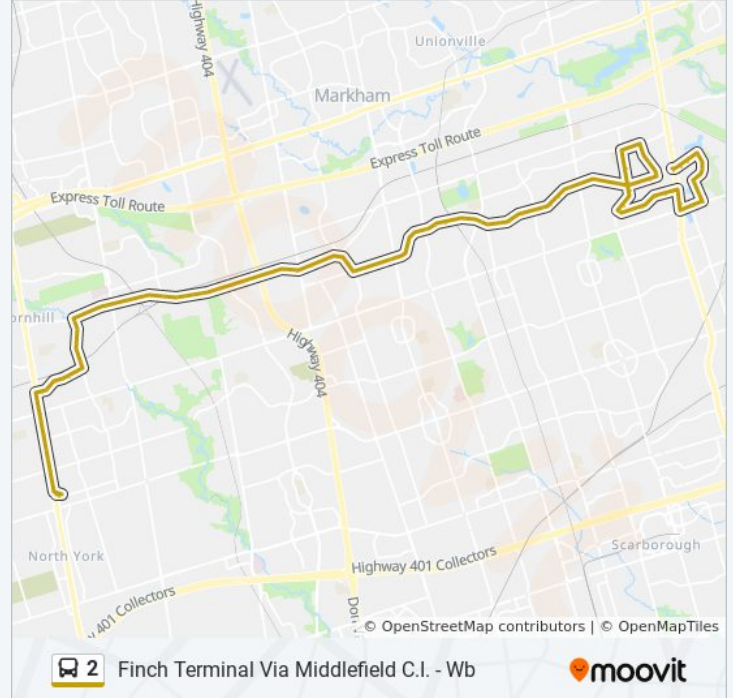 Highway 404
Unionville
Markham
Express Toll Route
Express Toll Route
ornhill
Highway 404
North York
Scarborough
Highway 401 Collectors
y 401 Collectors
Don
© OpenStreetMap contributors | © OpenMapTiles
2 Finch Terminal Via Middlefield C.I. - Wb
moovit